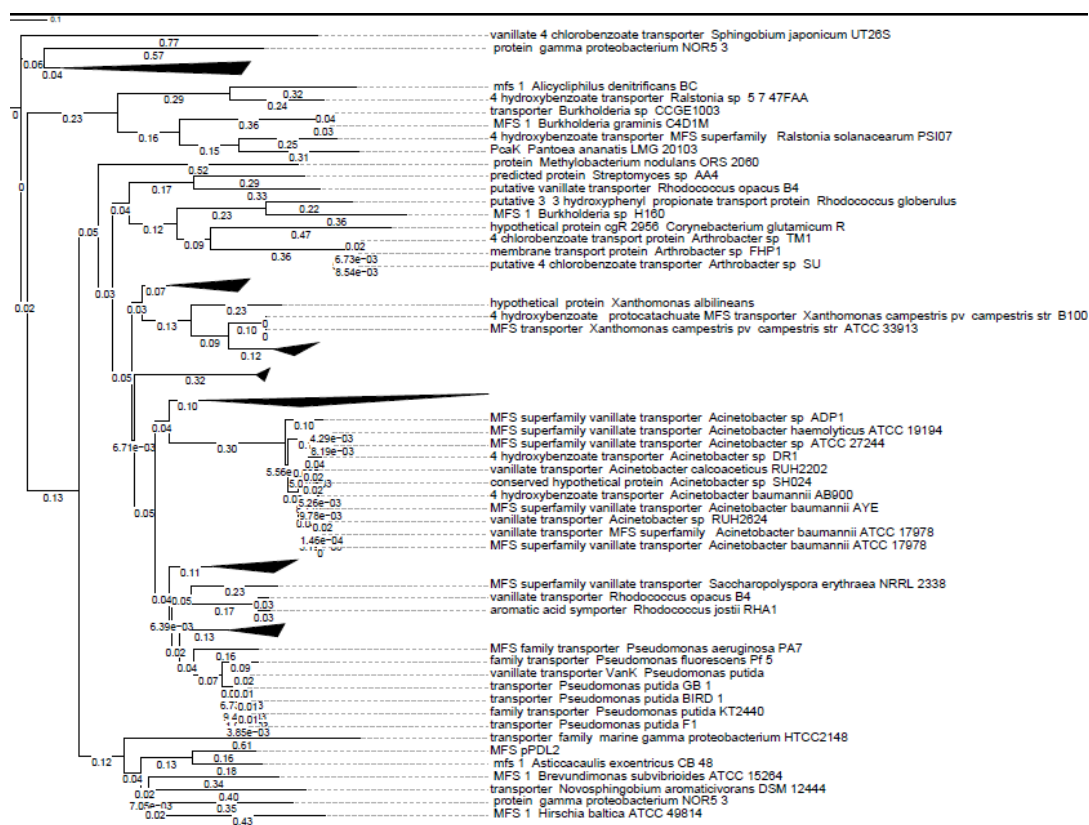 0.1
vanillate 4 chlorobenzoate transporter Sphingobium japonicum UT26S
0.77
protein gamma proteobacterium NOR5 3
0.06
0.57
0.04
mfs 1 Alicycliphilus denitrificans BC
0.32
0.29
4 hydroxybenzoate transporter Ralstonia sp 5 7 47FAA
0.24
0
transporter Burkholderia sp CCGE1003
0.23
0.04
0.36
MFS 1 Burkholderia graminis C4D1M
0.03
0.16
4 hydroxybenzoate transporter MFS superfamily Ralstonia solanacearum PSI07
0.25
0.15
PcaK Pantoea ananatis LMG 20103
0.31
protein Methylobacterium nodulans ORS 2060
0.52
predicted protein Streptomyces sp AA4
0
0.17
0.29
putative vanillate transporter Rhodococcus opacus B4
0.33
putative 3 3 hydroxyphenyl propionate transport protein Rhodococcus globerulus
0.04
0.23
0.22
MFS 1 Burkholderia sp H160
0.12
0.36
hypothetical protein cgR 2956 Corynebacterium glutamicum R
0.05
0.47
4 chlorobenzoate transport protein Arthrobacter sp TM1
0.09
0.02
0.36
membrane transport protein Arthrobacter sp FHP1
6.73e-03
putative 4 chlorobenzoate transporter Arthrobacter sp SU
0.03
8.54e-03
0.07
0.02
0.03
hypothetical protein Xanthomonas albilineans
0.23
4 hydroxybenzoate protocatachuate MFS transporter Xanthomonas campestris pv campestris str B100
0.13
0
0.10
MFS transporter Xanthomonas campestris pv campestris str ATCC 33913
0.09
0
0.12
0.05
0.32
0.10
MFS superfamily vanillate transporter Acinetobacter sp ADP1
0.04
0.10
MFS superfamily vanillate transporter Acinetobacter haemolyticus ATCC 19194
4.29e-03
6.71e-03
0.30
MFS superfamily vanillate transporter Acinetobacter sp ATCC 27244
8.19e-03
4 hydroxybenzoate transporter Acinetobacter sp DR1
0.04
vanillate transporter Acinetobacter calcoaceticus RUH2202
0.02
conserved hypothetical protein Acinetobacter sp SH024
0.02
0.13
4 hydroxybenzoate transporter Acinetobacter baumannii AB900
5.26e-03
MFS superfamily vanillate transporter Acinetobacter baumannii AYE
0.05
9.78e-03
vanillate transporter Acinetobacter sp RUH2624
0.02
vanillate transporter MFS superfamily Acinetobacter baumannii ATCC 17978
1.46e-04
MFS superfamily vanillate transporter Acinetobacter baumannii ATCC 17978
0
0.11
MFS superfamily vanillate transporter Saccharopolyspora erythraea NRRL 2338
0.23
0.04
0.05
vanillate transporter Rhodococcus opacus B4
0.03
0.17
aromatic acid symporter Rhodococcus jostii RHA1
0.03
6.39e-03
0.13
MFS family transporter Pseudomonas aeruginosa PA7
0.02
0.16
family transporter Pseudomonas fluorescens Pf 5
0.04
0.09
vanillate transporter VanK Pseudomonas putida
0.07
0.02
transporter Pseudomonas putida GB 1
0.01
transporter Pseudomonas putida BIRD 1
family transporter Pseudomonas putida KT2440
0.01
transporter Pseudomonas putida F1
3.85e-03
transporter family marine gamma proteobacterium HTCC2148
0.61
MFS pPDL2
0.12
0.13
0.16
mfs 1 Asticcacaulis excentricus CB 48
0.04
0.18
MFS 1 Brevundimonas subvibrioides ATCC 15264
0.34
transporter Novosphingobium aromaticivorans DSM 12444
0.02
0.40
protein gamma proteobacterium NOR5 3
7.05e-03
0.35
MFS 1 Hirschia baltica ATCC 49814
0.02
0.43